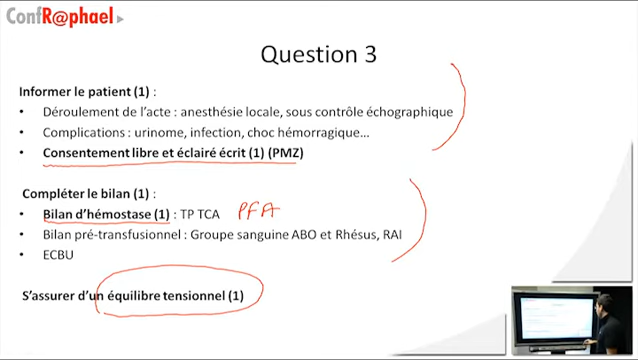 ConfR@phael
Question 3
Informer le patient (1) :
• Déroulement de l'acte : anesthésie locale, sous contrôle échographique
• Complications : urinome, infection, choc hémorragique...
• Consentement libre et éclairé écrit (1) (PMZ)
Compléter le bilan (1) :
• Bilan d'hémostase (1) : TP TCA PFA
• Bilan pré-transfusionnel : Groupe sanguine ABO et Rhésus, RAI
• ECBU
S'assurer d'un équilibre tensionnel (1)